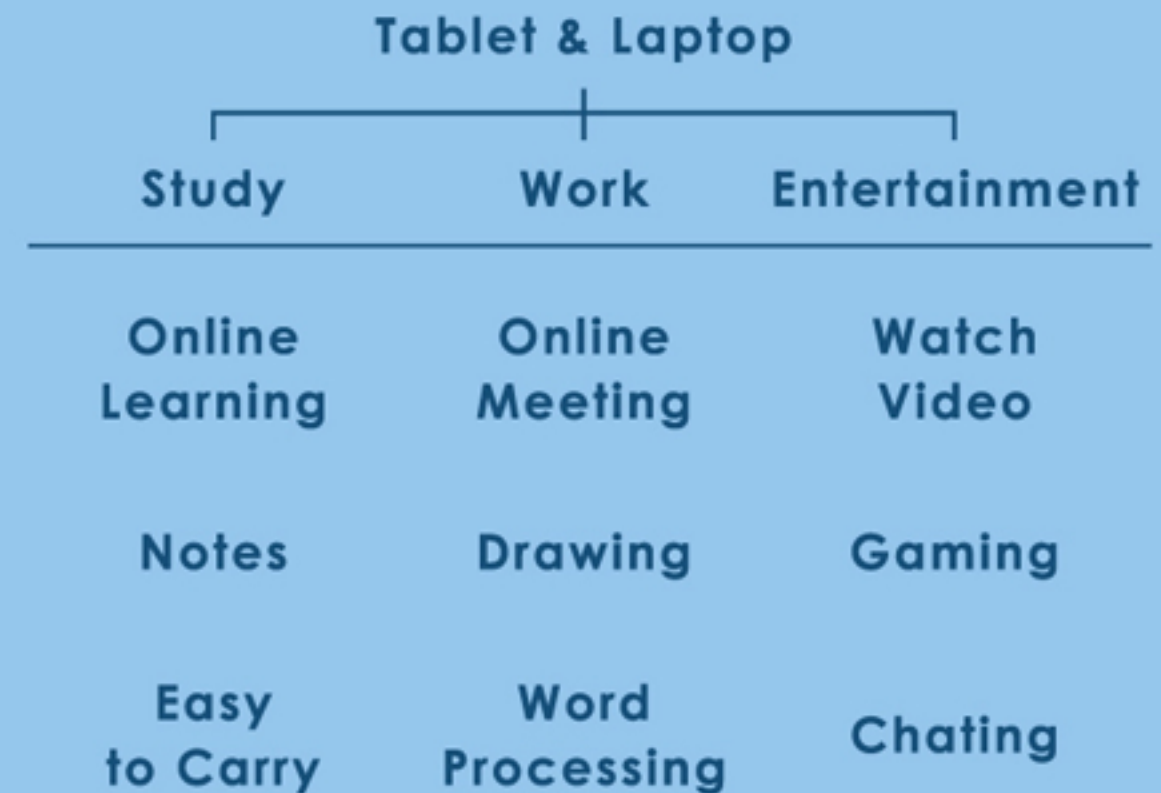 Tablet & Laptop
Study Work Entertainment
Online Online Watch
Learning Meeting Video
Notes Drawing Gaming
Easy Word
to Carry Processing Chating